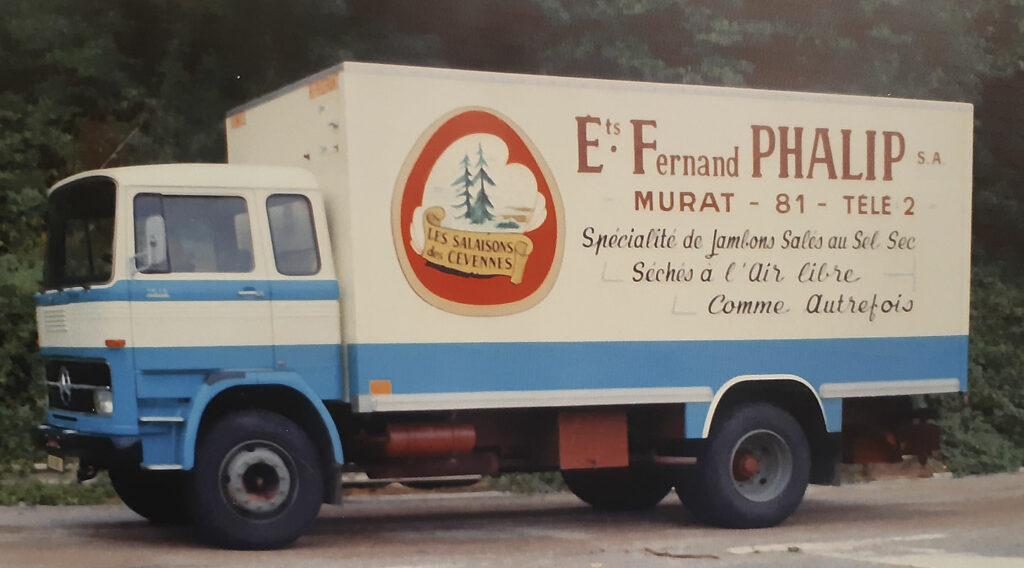 Ets Fernand PHALIP S.A.
MURAT - 81 - TÉLÉ 2
Spécialité de Jambons Salés au Sel Sec
Séchés à l'Air libre
Comme Autrefois
LES SALAISONS
des CEVENNES